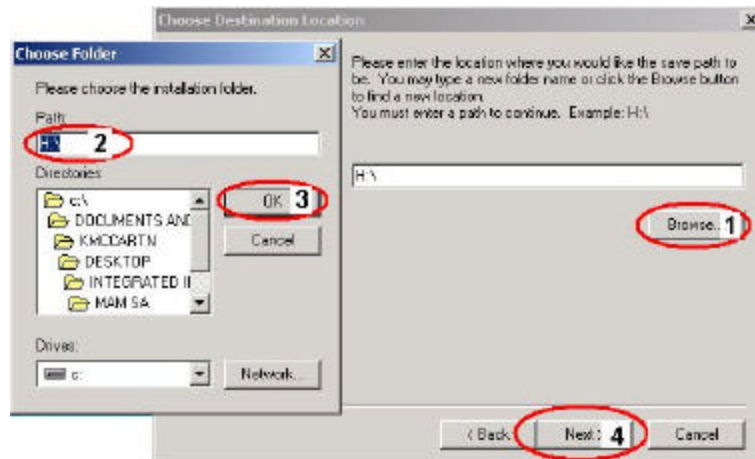 Choose Destination Location
Choose Folder
Please choose the installation folder.
Path:
H:\ 2
Directories:
c:\
DOCUMENTS AND
KMCCARTN
DESKTOP
INTEGRATED I
MAM SA
OK 3
Cancel
Drives:
c:
Network...
Please enter the location where you would like the save path to
be. You may type a new folder name or click the Browse button
to find a new location.
You must enter a path to continue. Example: H:\
H:\
Browse.. 1
< Back
Next > 4
Cancel